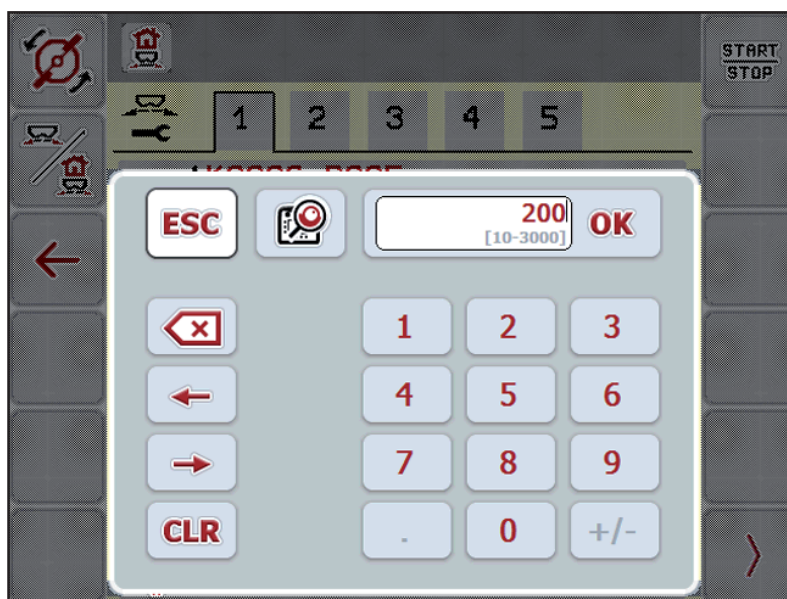 START
STOP
1 2 3 4 5
ESC
200
[10-3000]
OK
1 2 3
4 5 6
7 8 9
CLR . 0 +/-